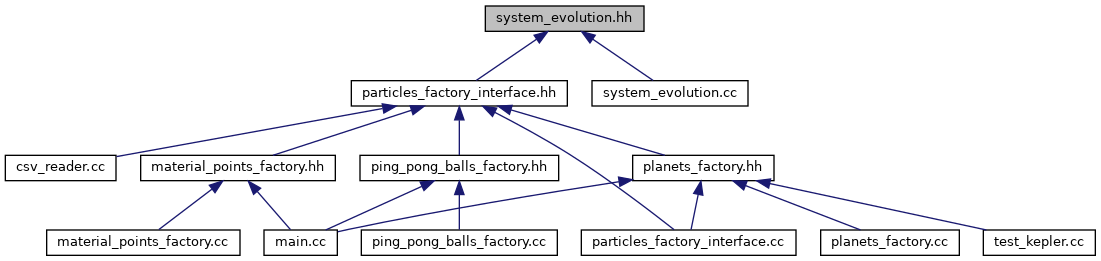 system_evolution.hh
particles_factory_interface.hh
system_evolution.cc
csv_reader.cc
material_points_factory.hh
ping_pong_balls_factory.hh
planets_factory.hh
material_points_factory.cc
main.cc
ping_pong_balls_factory.cc
particles_factory_interface.cc
planets_factory.cc
test_kepler.cc